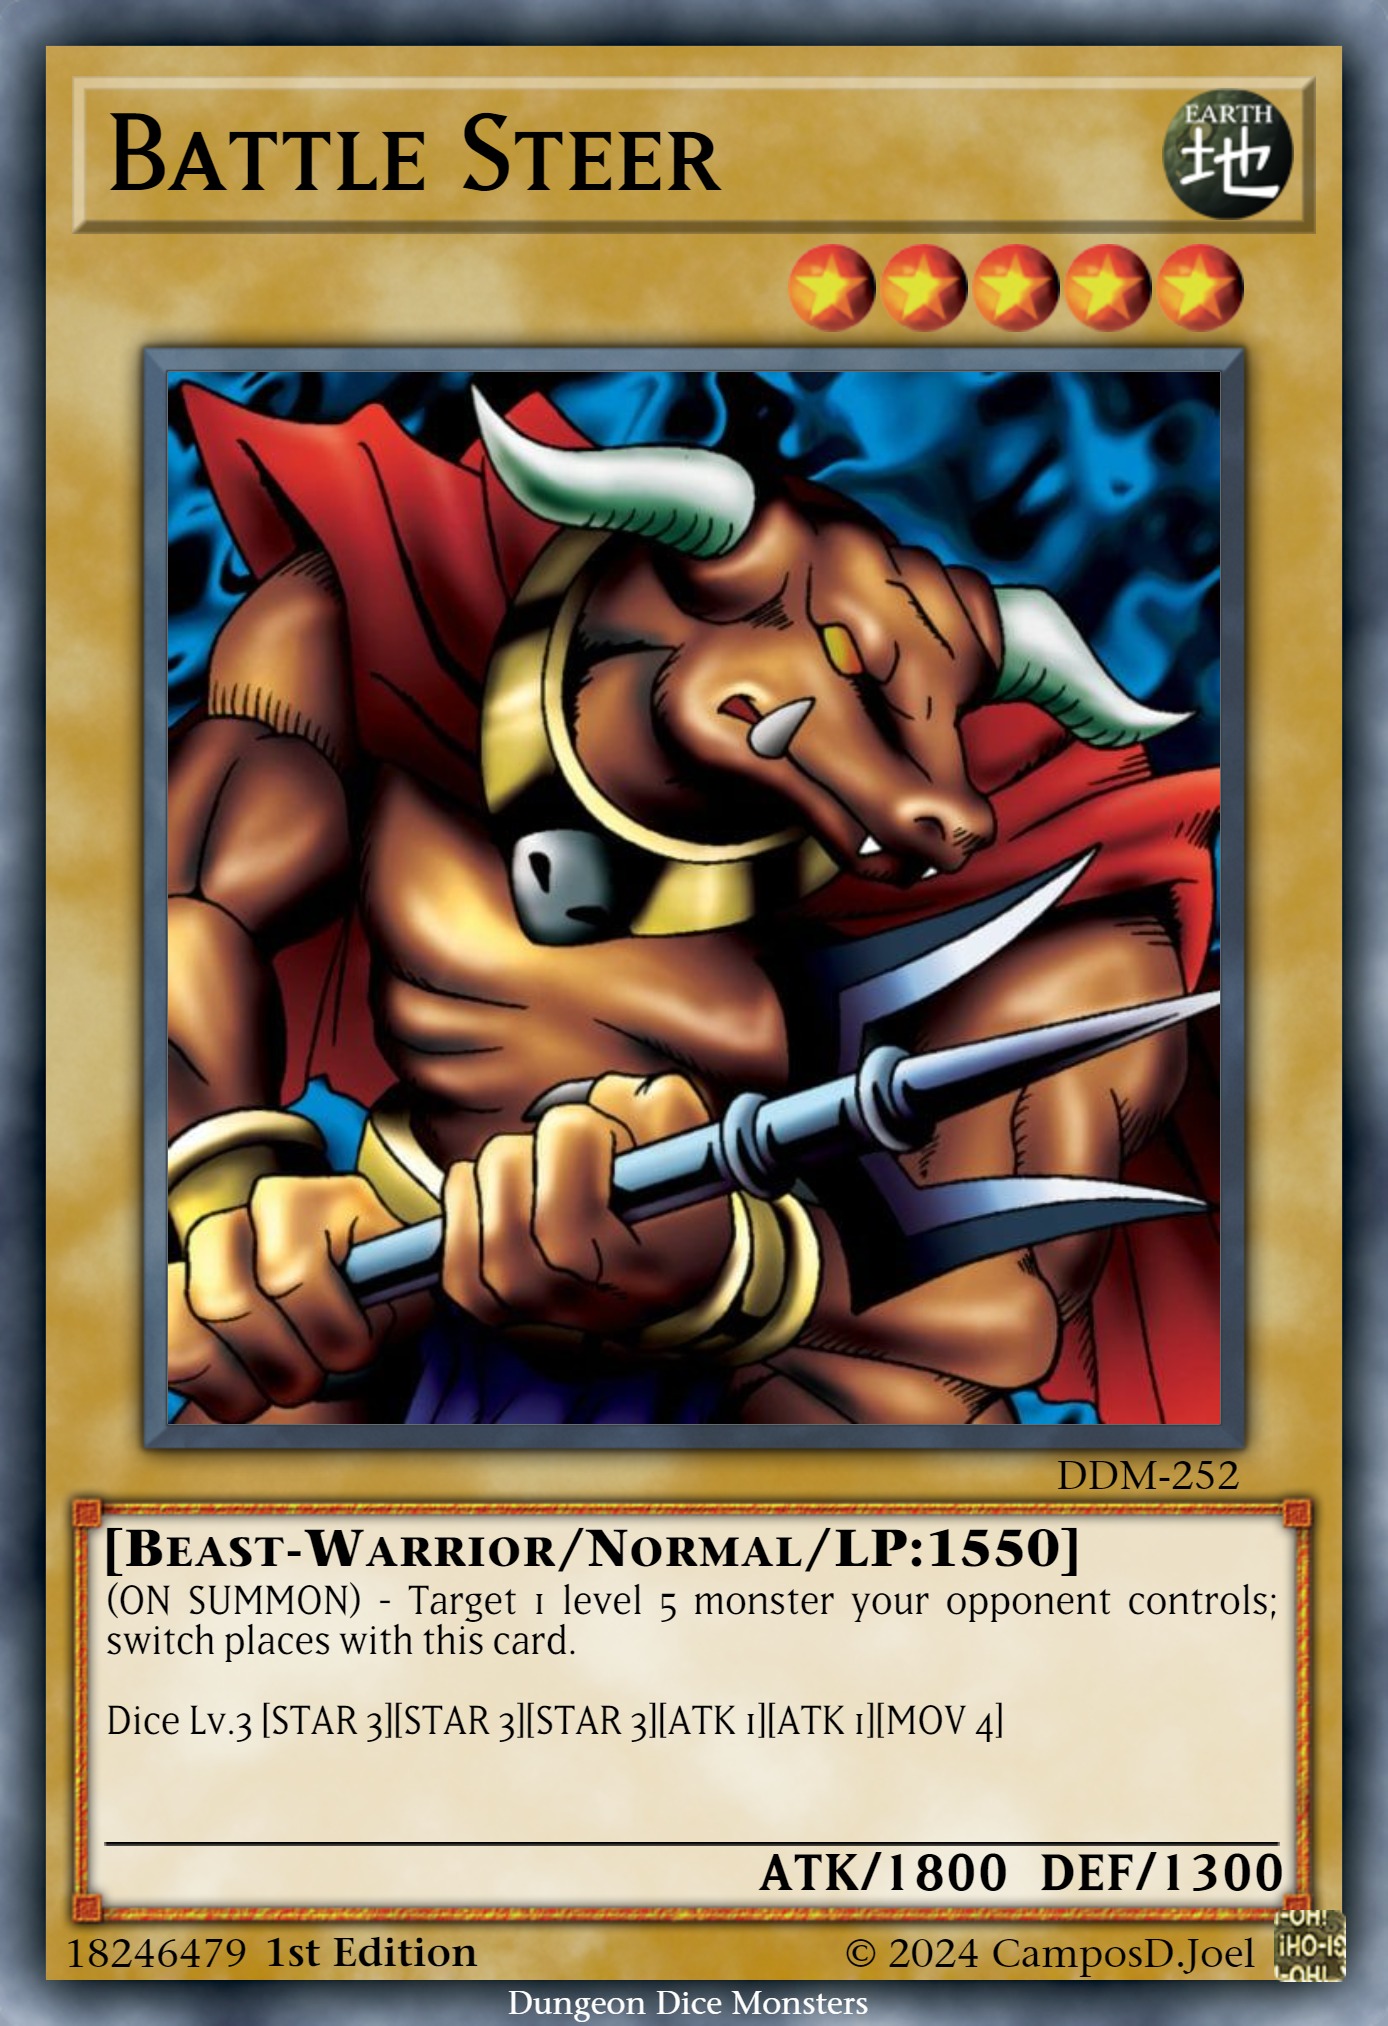 Battle Steer
EARTH
地
DDM-252
[Beast-Warrior/Normal/LP:1550]
(ON SUMMON) - Target 1 level 5 monster your opponent controls;
switch places with this card.
Dice Lv.3 [STAR 3][STAR 3][STAR 3][ATK 1][ATK 1][MOV 4]
ATK/1800 DEF/1300
18246479 1st Edition
© 2024 CamposD.Joel
Dungeon Dice Monsters